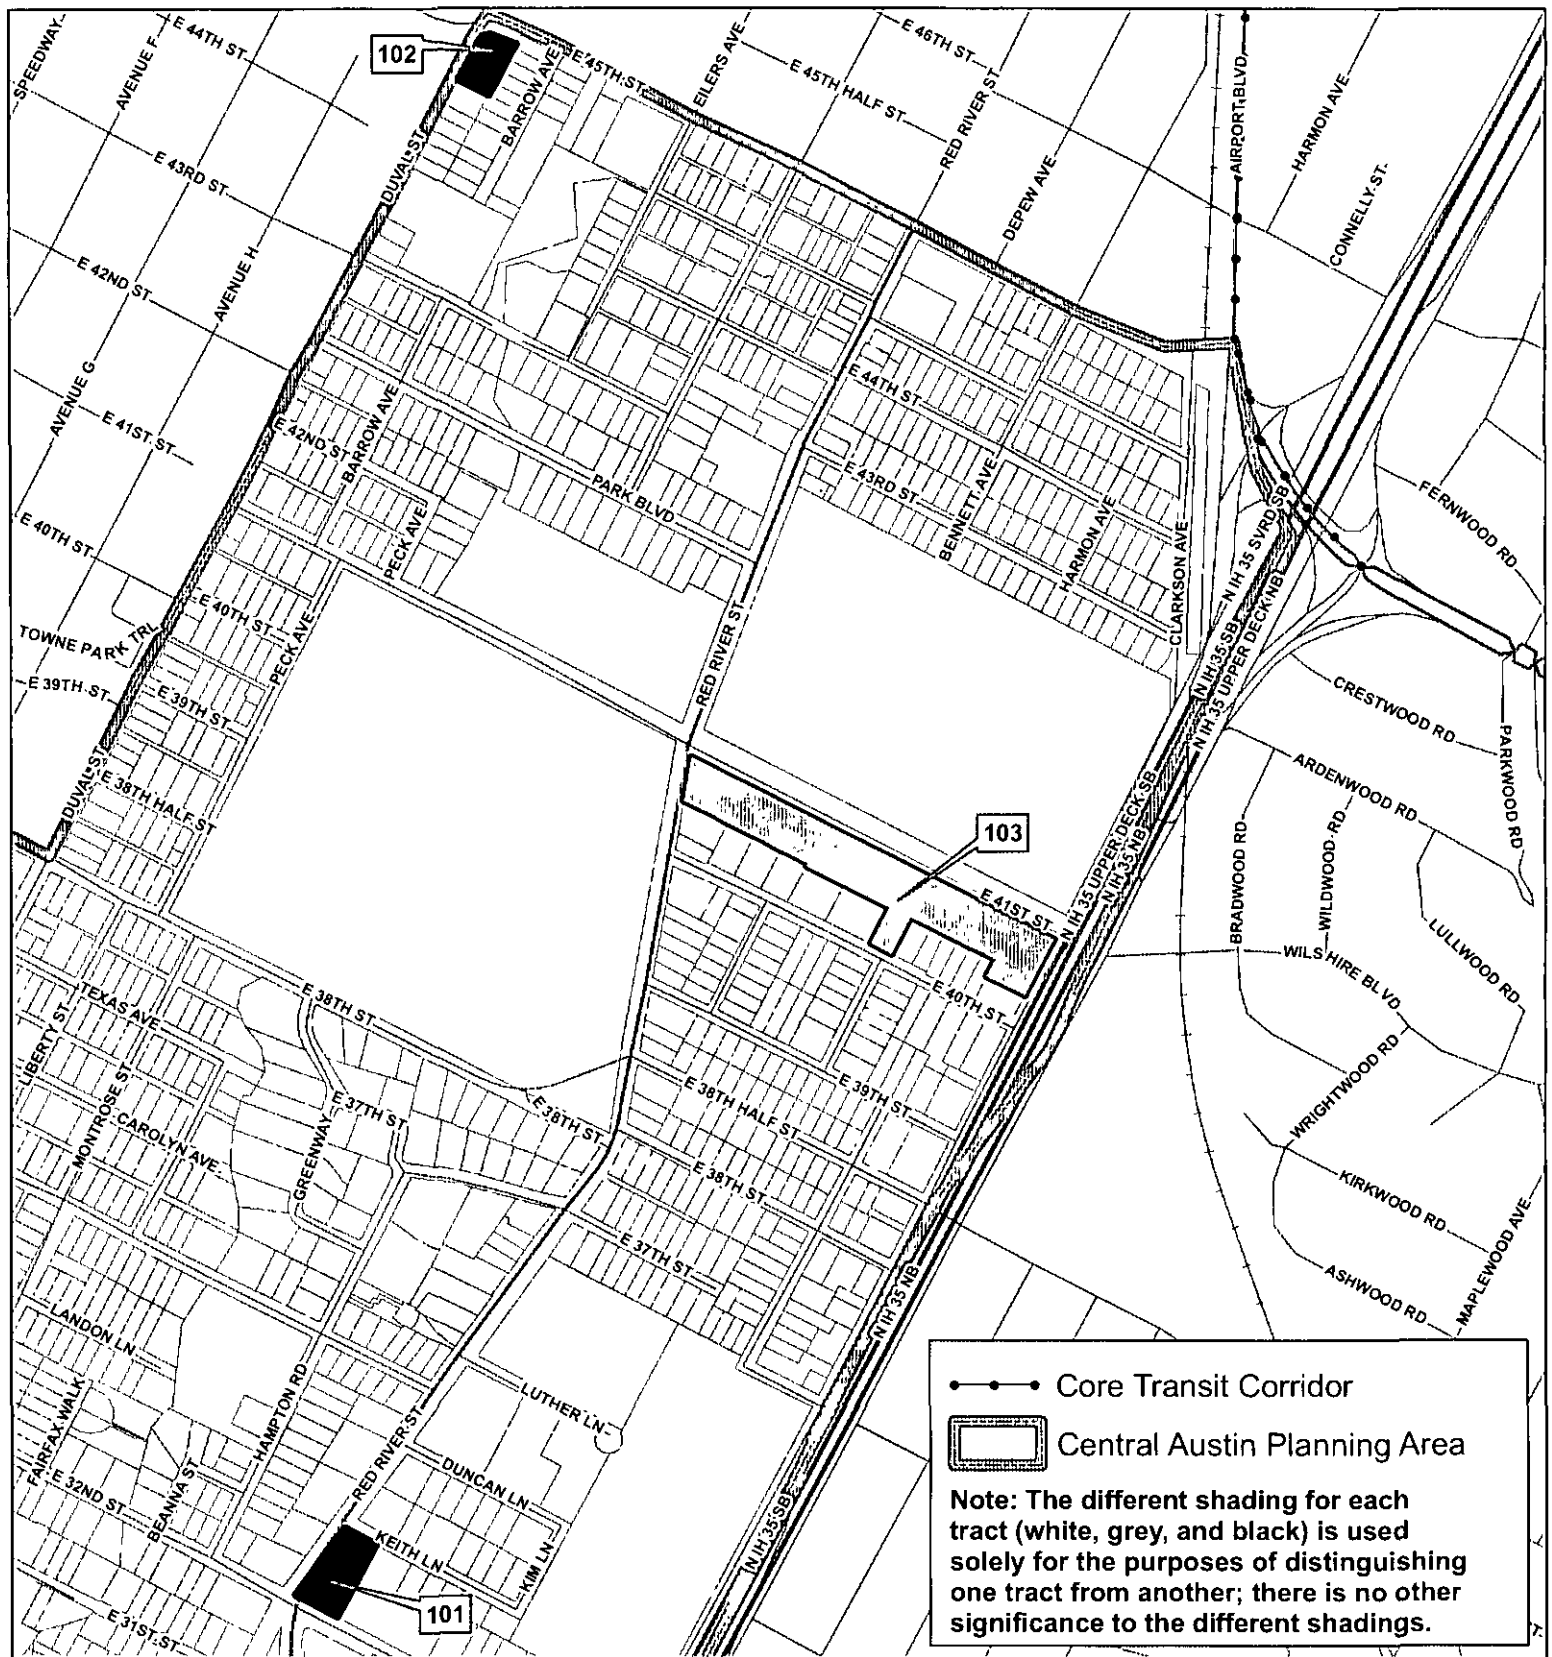 SPEEDWAY
E 44TH ST
AVENUE F
102
BARROW AVE
E 45TH ST
EILERS AVE
E 46TH ST
E 45TH HALF ST
RED RIVER ST
AIRPORT BLVD
HARMON AVE
E 43RD ST
DUVAL ST
DEPEW AVE
CONNELLY ST
E 42ND ST
AVENUE H
AVENUE G
E 41ST ST
E 42ND ST
BARROW AVE
E 44TH ST
PARK BLVD
E 43RD ST
BENNETT AVE
HARMON AVE
CLARKSON AVE
FERNWOOD RD
E 40TH ST
PECK AVE
N IH 35 SVRD SB
E 40TH ST
TOWNE PARK TRL
PECK AVE
RED RIVER ST
N IH 35 SB
N IH 35 UPPER DECK NB
E 39TH ST
E 39TH ST
CRESTWOOD RD
PARKWOOD RD
DUVAL ST
E 38TH HALF ST
ARDENWOOD RD
103
N IH 35 UPPER DECK SB
N IH 35 NB
BRADWOOD RD
WILDWOOD RD
E 41ST ST
LULLWOOD RD
WILSHIRE BLVD
E 40TH ST
TEXAS AVE
E 38TH ST
LIBERTY ST
MONTROSE ST
WRIGHTWOOD RD
E 39TH ST
E 38TH HALF ST
E 37TH ST
E 38TH ST
CAROLYN AVE
GREENWAY
E 38TH ST
KIRKWOOD RD
E 37TH ST
MAPLEWOOD AVE
ASHWOOD RD
N IH 35 NB
LANDON LN
HAMPTON RD
LUTHER LN
FAIRFAX WALK
RED RIVER ST
DUNCAN LN
E 32ND ST
BEANNA ST
KEITH LN
KIM LN
N IH 35 SB
101
E 31ST ST
Core Transit Corridor
Central Austin Planning Area
Note: The different shading for each
tract (white, grey, and black) is used
solely for the purposes of distinguishing
one tract from another; there is no other
significance to the different shadings.